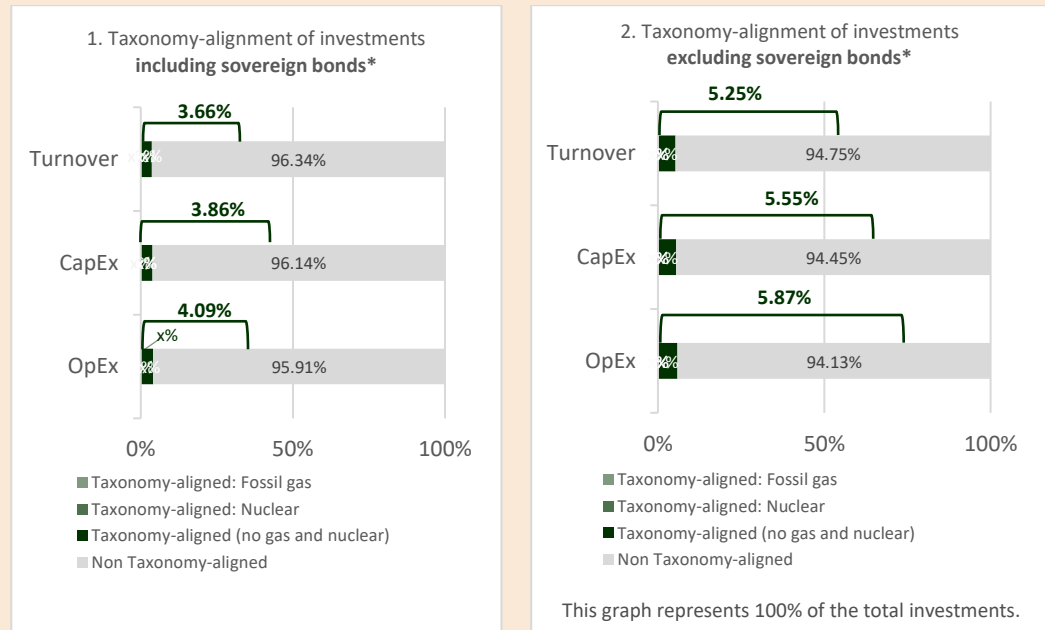 1. Taxonomy-alignment of investments
including sovereign bonds*
3.66%
Turnover
96.34%
3.86%
CapEx
96.14%
4.09%
x%
OpEx
95.91%
0% 50% 100%
Taxonomy-aligned: Fossil gas
Taxonomy-aligned: Nuclear
Taxonomy-aligned (no gas and nuclear)
Non Taxonomy-aligned
2. Taxonomy-alignment of investments
excluding sovereign bonds*
5.25%
Turnover
94.75%
5.55%
CapEx
94.45%
5.87%
OpEx
94.13%
0% 50% 100%
Taxonomy-aligned: Fossil gas
Taxonomy-aligned: Nuclear
Taxonomy-aligned (no gas and nuclear)
Non Taxonomy-aligned
This graph represents 100% of the total investments.